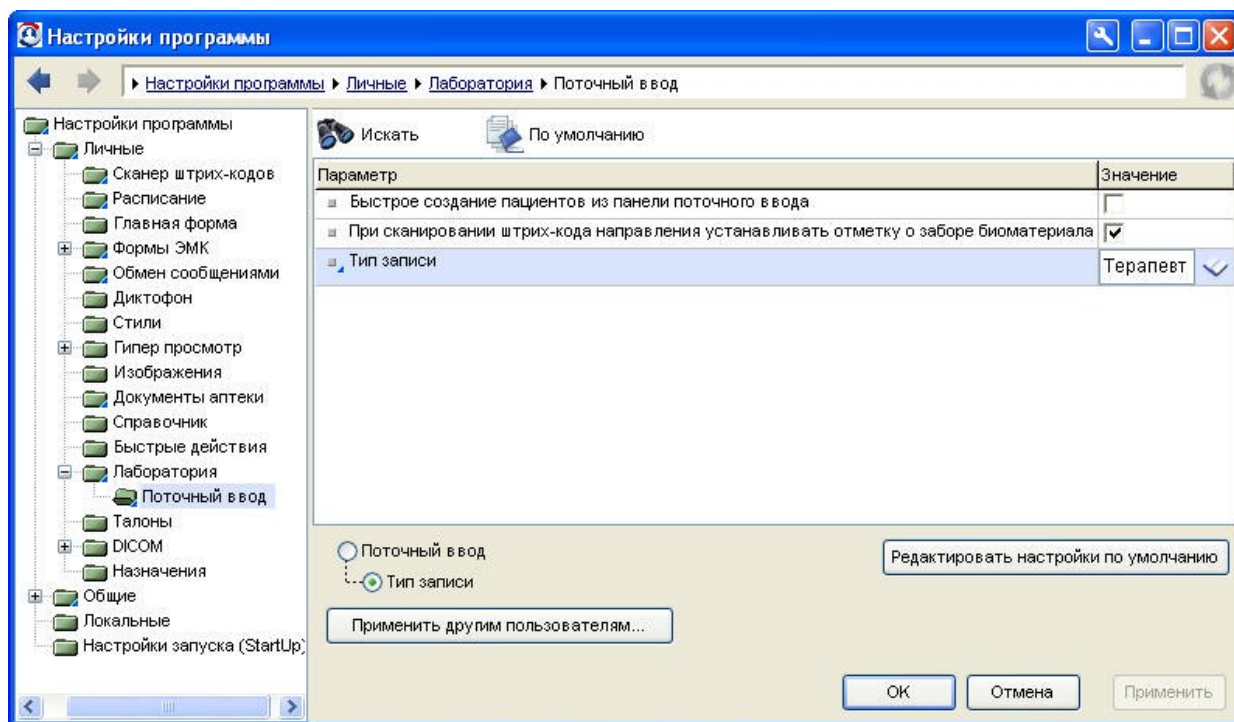 Настройки программы
Настройки программы Личные Лаборатория Поточный ввод
Настройки программы
Личные
Сканер штрих-кодов
Расписание
Главная форма
Формы ЭМК
Обмен сообщениями
Диктофон
Стили
Гипер просмотр
Изображения
Документы аптеки
Справочник
Быстрые действия
Лаборатория
Поточный ввод
Талоны
DICOM
Назначения
Общие
Локальные
Настройки запуска (StartUp)
Искать По умолчанию
Параметр Значение
Быстрое создание пациентов из панели поточного ввода
При сканировании штрих-кода направления устанавливать отметку о заборе биоматериала
Тип записи Терапевт
Поточный ввод
Тип записи
Редактировать настройки по умолчанию
Применить другим пользователям...
ОК Отмена Применить